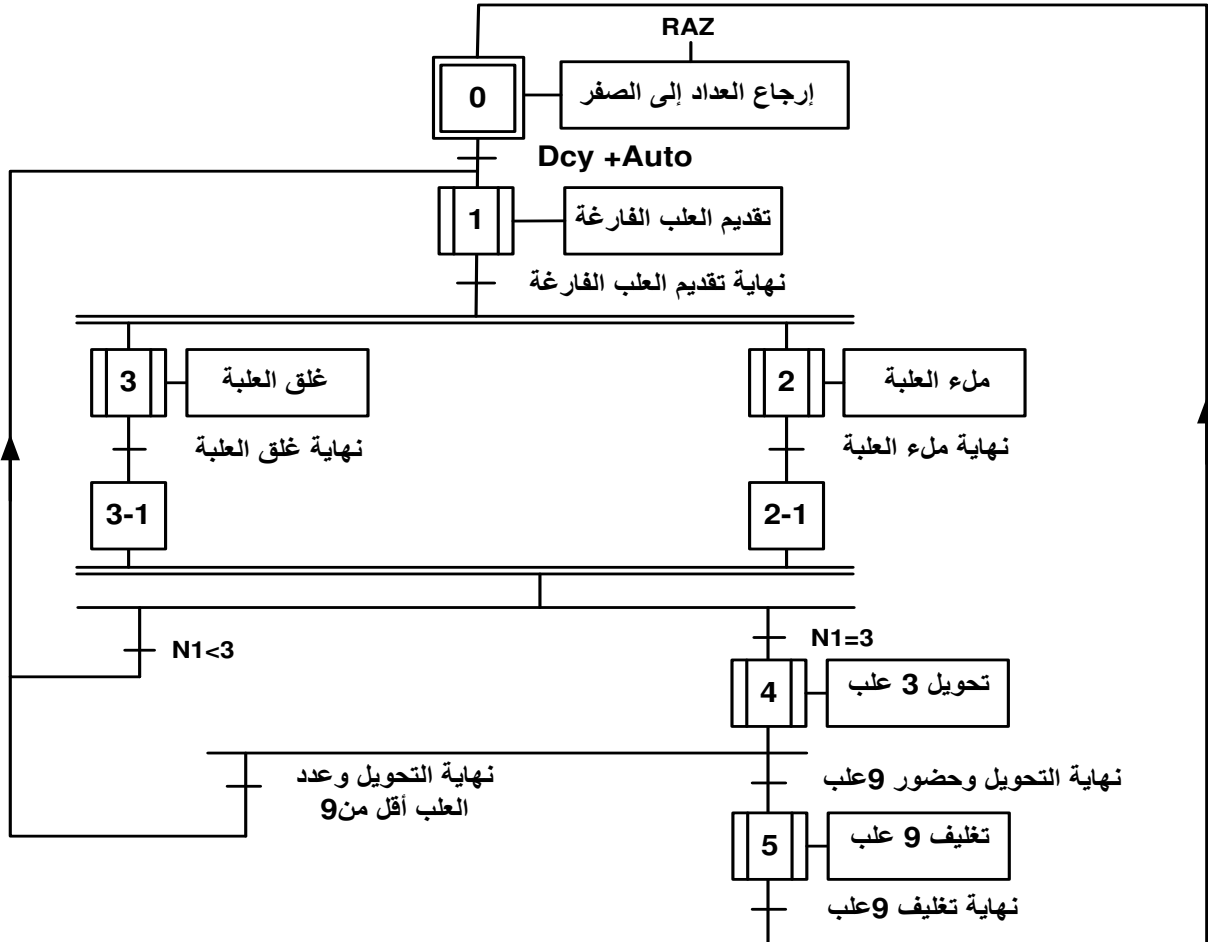 RAZ
0
إرجاع العداد إلى الصفر
Dcy +Auto
1
تقديم العلب الفارغة
نهاية تقديم العلب الفارغة
3
غلق العلبة
2
ملء العلبة
نهاية غلق العلبة
نهاية ملء العلبة
3-1
2-1
N1<3
N1=3
4
تحويل 3 علب
نهاية التحويل وعدد
العلب أقل من9
نهاية التحويل وحضور 9علب
5
تغليف 9 علب
نهاية تغليف 9علب